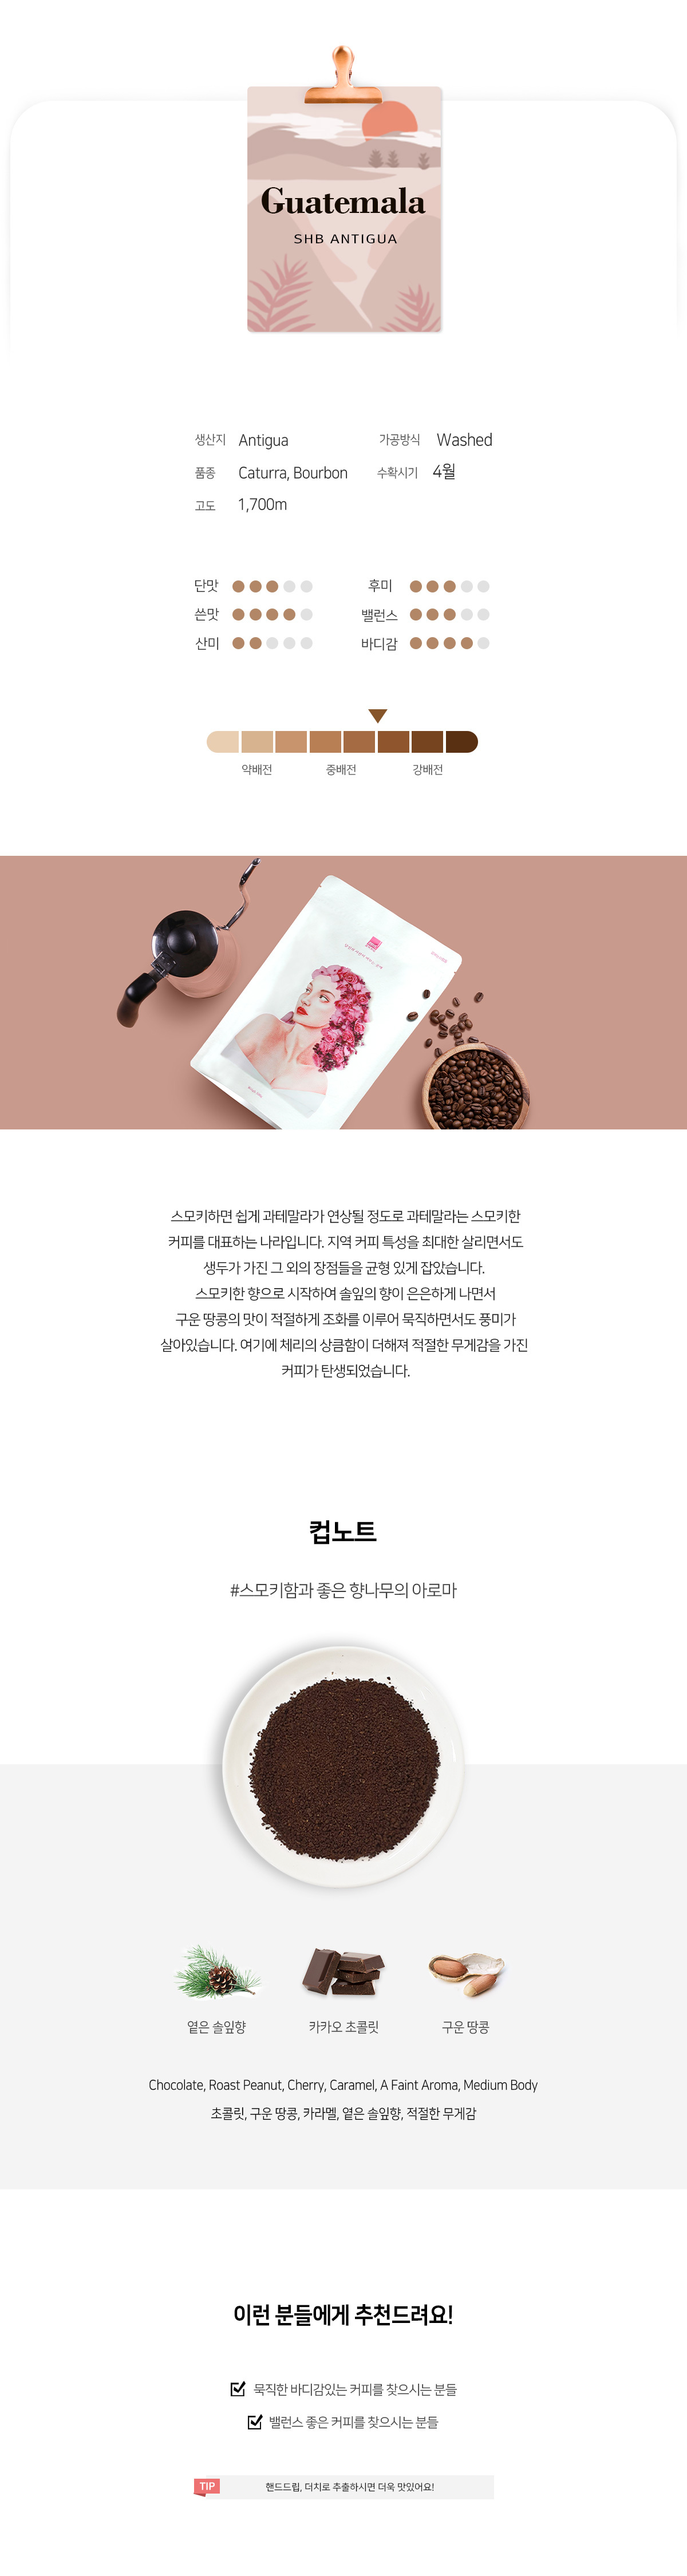 Guatemala
SHB ANTIGUA
생산지 Antigua
가공방식 Washed
품종 Caturra, Bourbon
수확시기 4월
고도 1,700m
단맛
후미
쓴맛
밸런스
산미
바디감
약배전
중배전
강배전
스모키하면 쉽게 과테말라가 연상될 정도로 과테말라는 스모키한
커피를 대표하는 나라입니다. 지역 커피 특성을 최대한 살리면서도
생두가 가진 그 외의 장점들을 균형 있게 잡았습니다.
스모키한 향으로 시작하여 솔잎의 향이 은은하게 나면서
구운 땅콩의 맛이 적절하게 조화를 이루어 묵직하면서도 풍미가
살아있습니다. 여기에 체리의 상큼함이 더해져 적절한 무게감을 가진
커피가 탄생되었습니다.
컵노트
#스모키함과 좋은 향나무의 아로마
옅은 솔잎향
카카오 초콜릿
구운 땅콩
Chocolate, Roast Peanut, Cherry, Caramel, A Faint Aroma, Medium Body
초콜릿, 구운 땅콩, 카라멜, 옅은 솔잎향, 적절한 무게감
이런 분들에게 추천드려요!
묵직한 바디감있는 커피를 찾으시는 분들
밸런스 좋은 커피를 찾으시는 분들
TIP
핸드드립, 더치로 추출하시면 더욱 맛있어요!